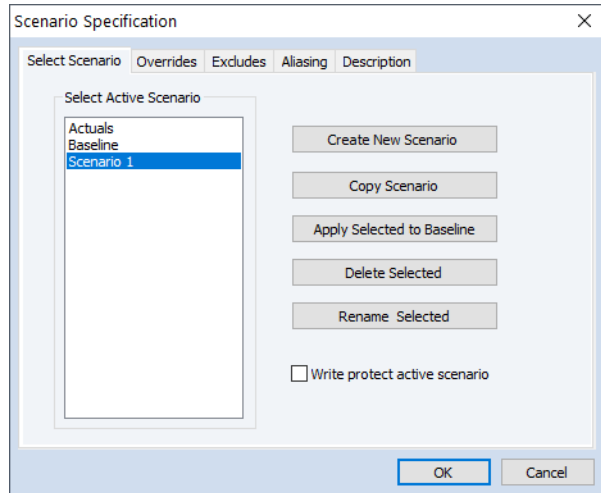 Scenario Specification
Select Scenario Overrides Excludes Aliasing Description
Select Active Scenario
Actuals
Baseline
Scenario 1
Create New Scenario
Copy Scenario
Apply Selected to Baseline
Delete Selected
Rename Selected
Write protect active scenario
OK Cancel